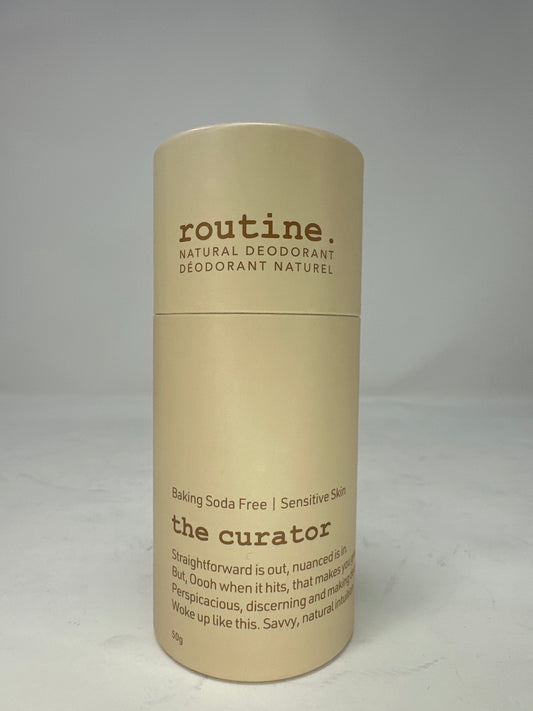 routine.
NATURAL DEODORANT
DÉODORANT NATUREL
Baking Soda Free | Sensitive Skin
the curator
Straightforward is out, nuanced is in.
But, Oooh when it hits, that makes you
Perspicacious, discerning and making
Woke up like this. Savvy, natural
50g